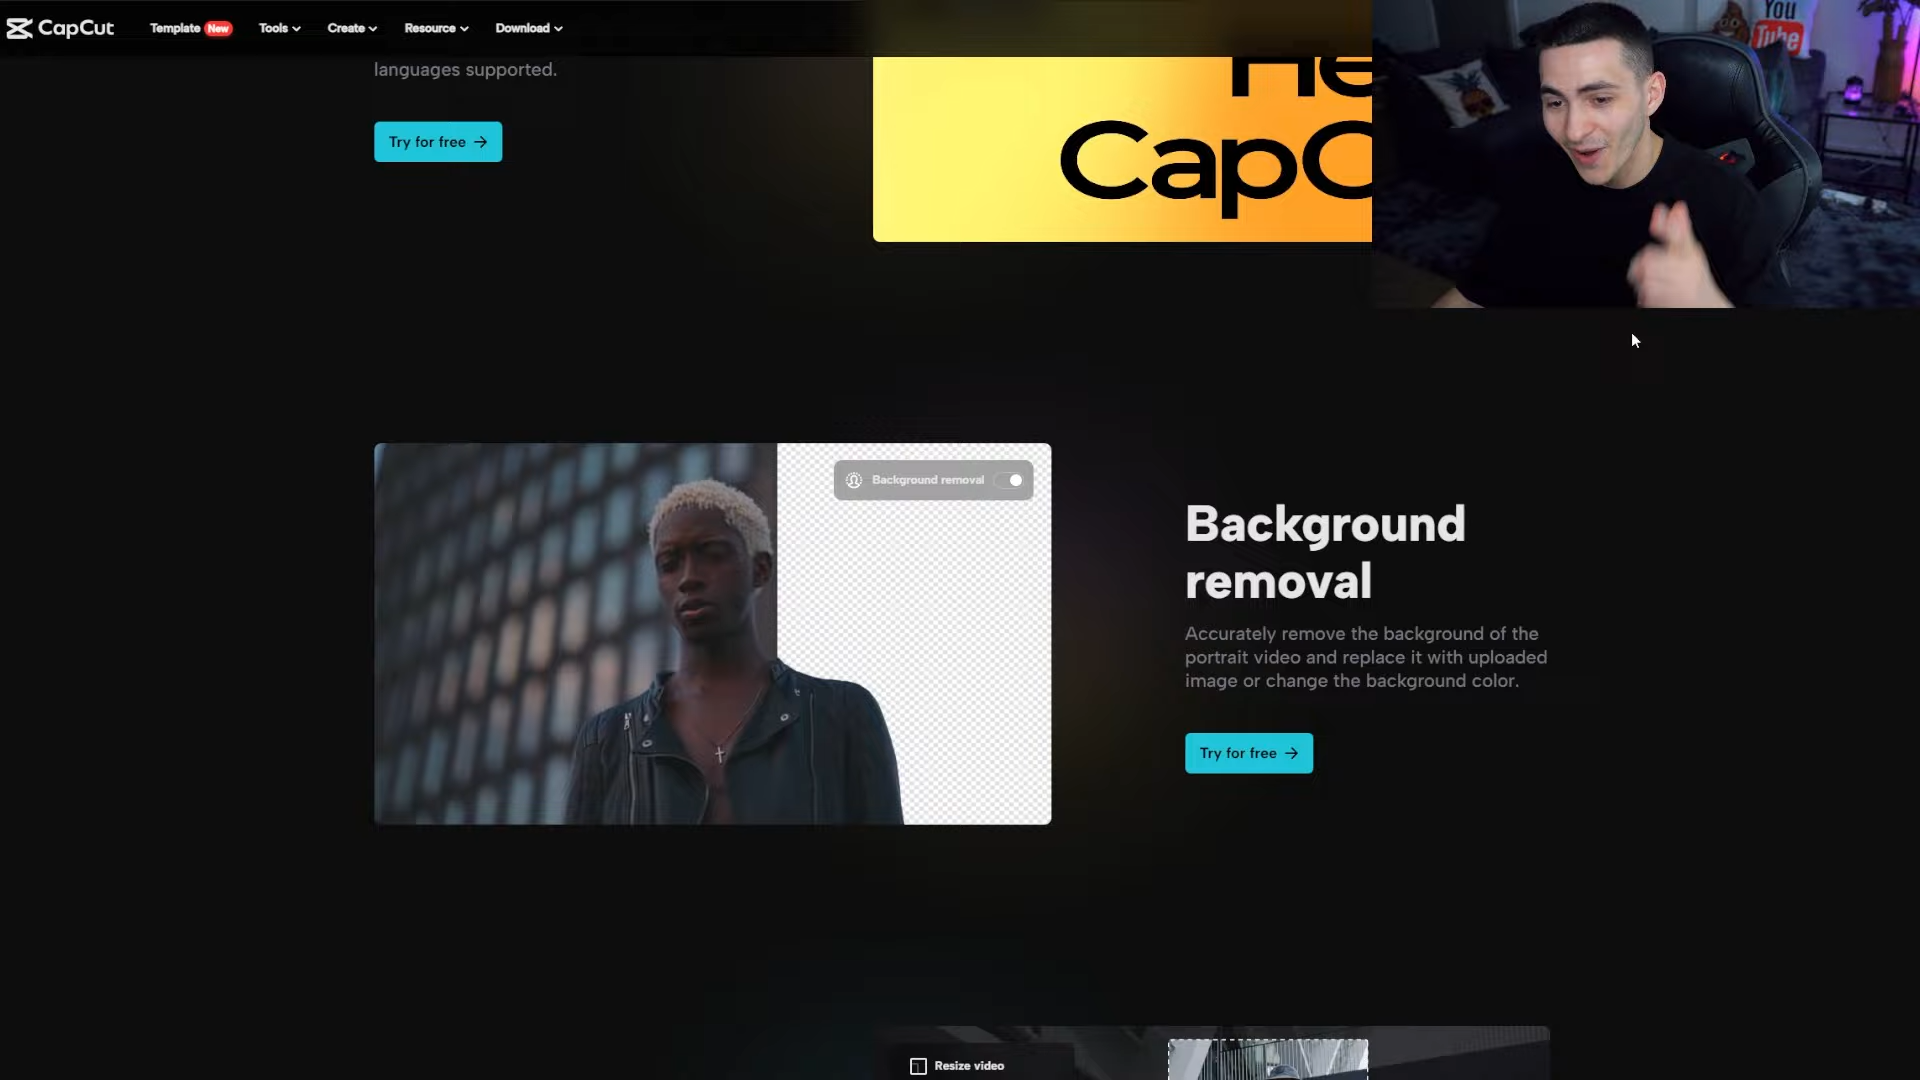 CapCut
Template New
Tools
Create
Resource
Download
languages supported.
Try for free
CapC
You
Tube
Background removal
Background
removal
Accurately remove the background of the
portrait video and replace it with uploaded
image or change the background color.
Try for free
Resize video